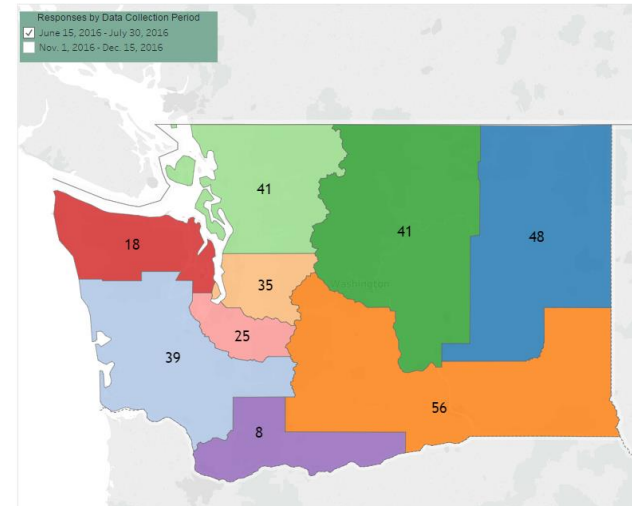 Responses by Data Collection Period
June 15, 2016 - July 30, 2016
Nov. 1, 2016 - Dec. 15, 2016
41
41
48
18
35
Washington
25
39
56
8